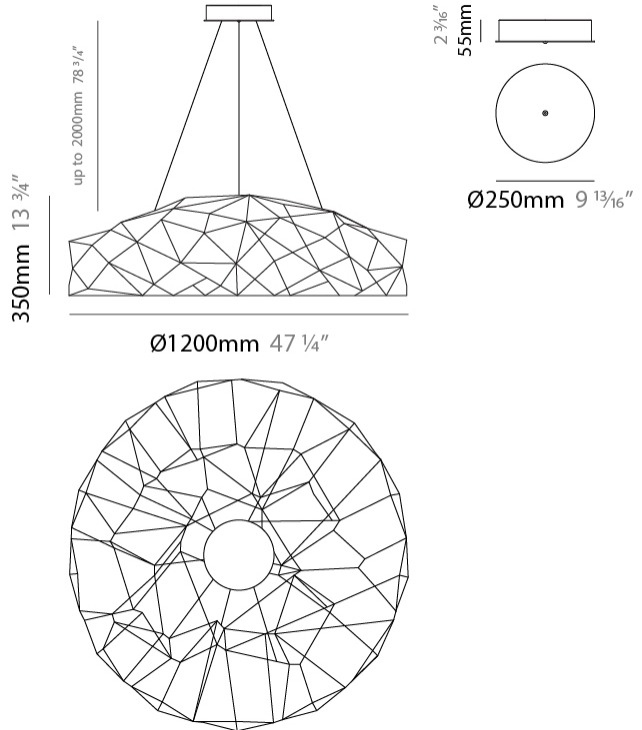 up to 2000mm 78 ¾″
350mm 13 ¾″
Ø1200mm 47 ¼″
2 3⁄16″
55mm
Ø250mm 9 13⁄16″